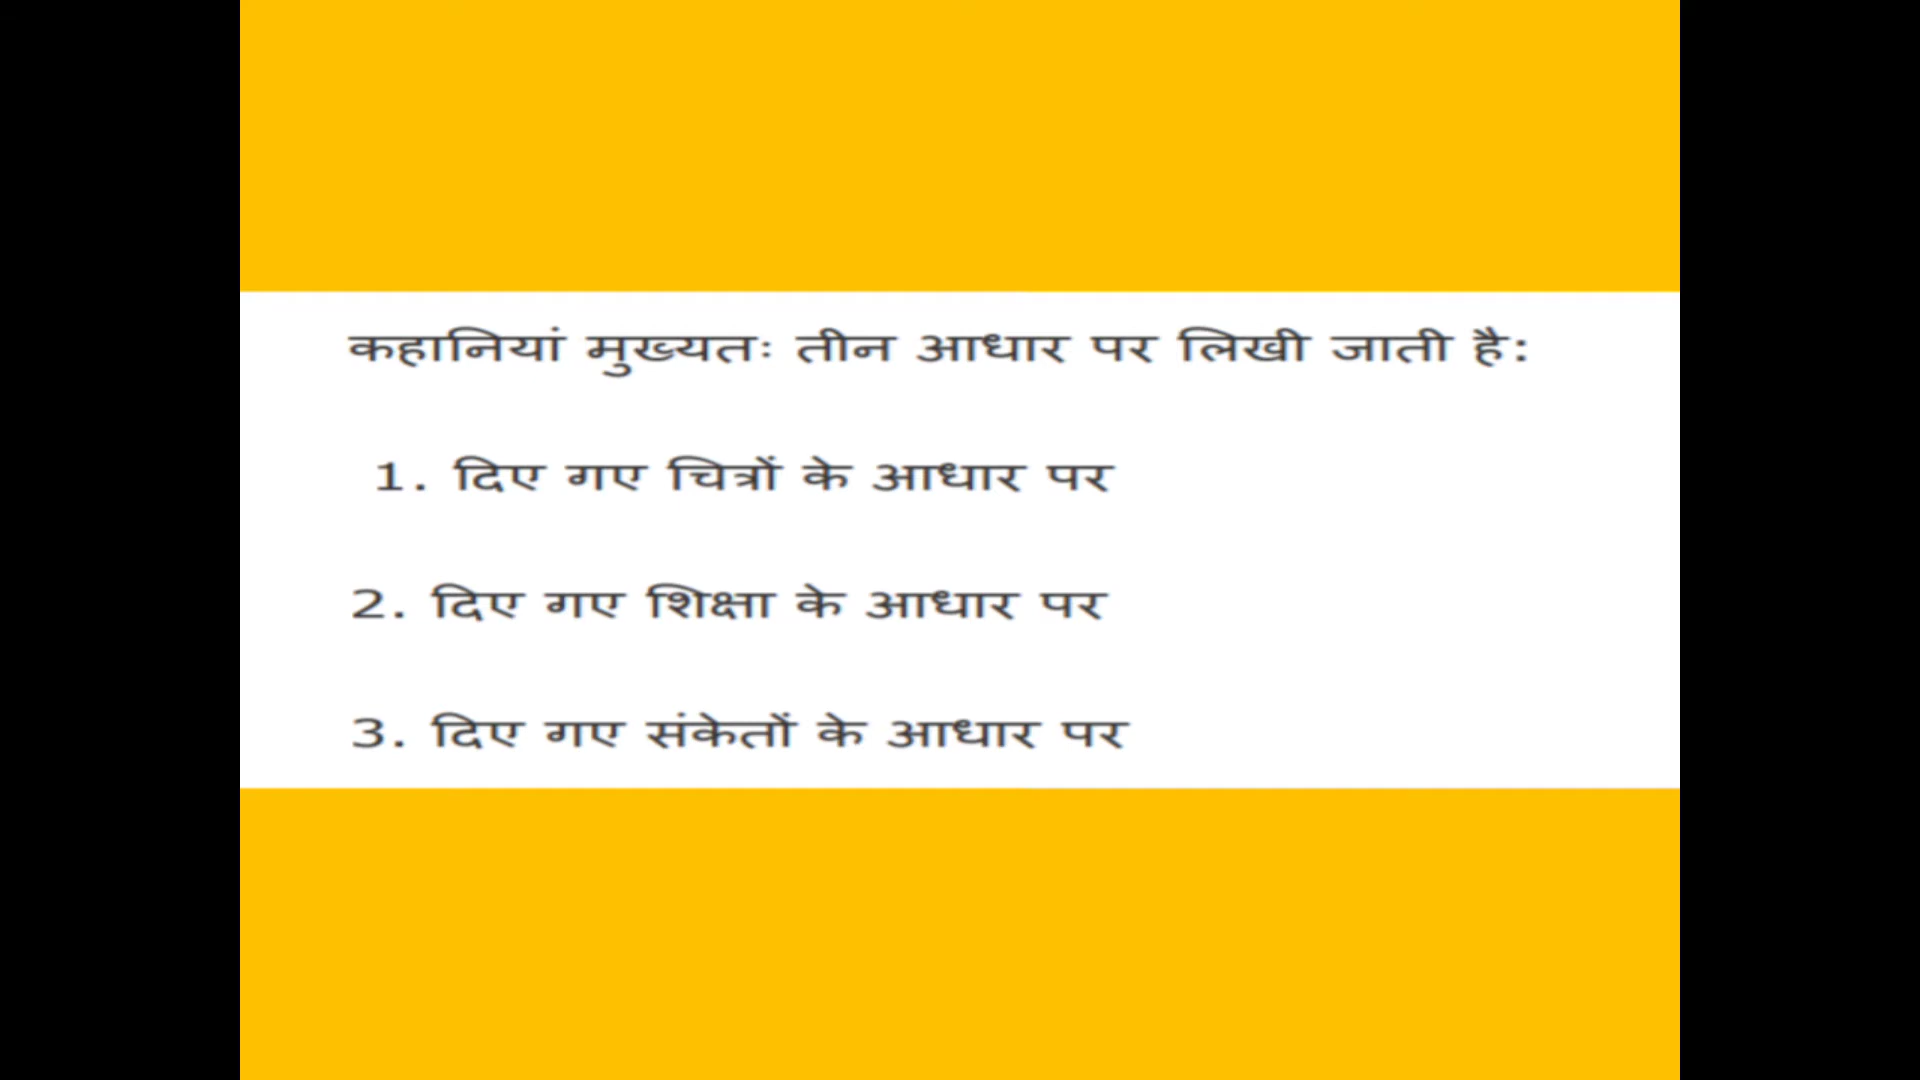 कहानियां मुख्यतः तीन आधार पर लिखी जाती है:
1. दिए गए चित्रों के आधार पर
2. दिए गए शिक्षा के आधार पर
3. दिए गए संकेतों के आधार पर